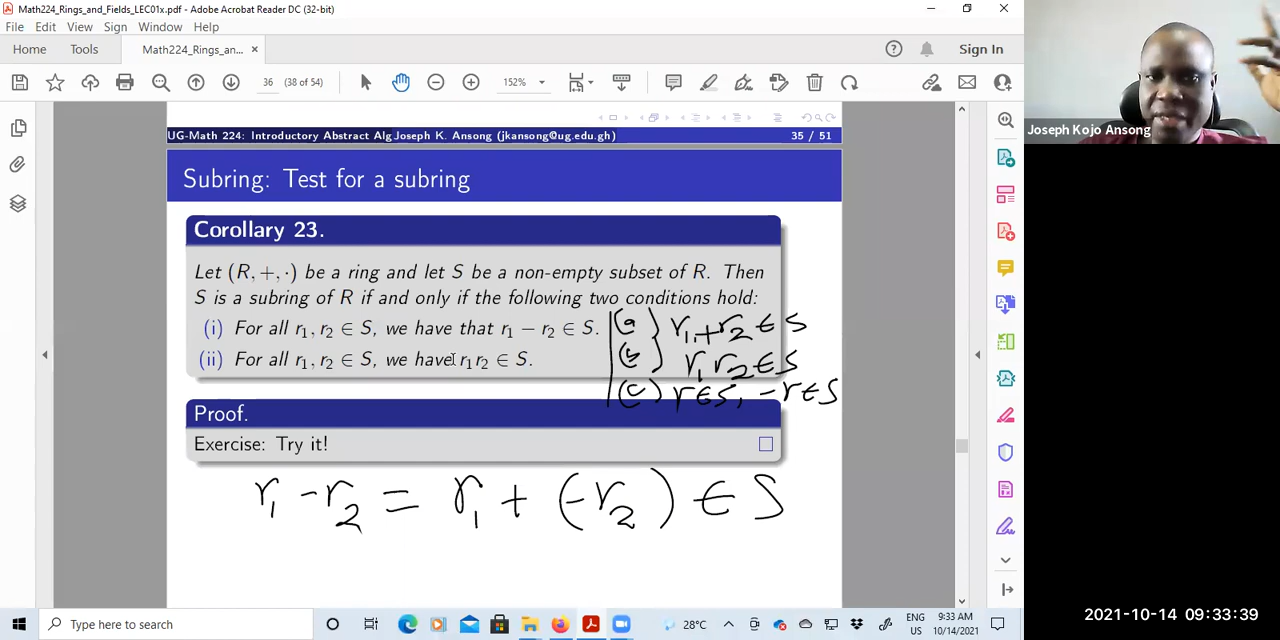 Math224_Rings_and_Fields_LEC01x.pdf - Adobe Acrobat Reader DC (32-bit)
File Edit View Sign Window Help
Home Tools Math224_Rings_an... × Sign In
36 (38 of 54) 152%
UG-Math 224: Introductory Abstract Alg Joseph K. Ansong (jkansong@ug.edu.gh) 35 / 51
Subring: Test for a subring
Corollary 23.
Let (R, +, ·) be a ring and let S be a non-empty subset of R. Then
S is a subring of R if and only if the following two conditions hold:
(i) For all r₁, r₂ ∈ S, we have that r₁ − r₂ ∈ S.
(ii) For all r₁, r₂ ∈ S, we have r₁r₂ ∈ S.
(a) r₁ + r₂ ∈ S
(b) r₁ r₂ ∈ S
(c) r ∈ S, −r ∈ S
Proof.
Exercise: Try it! □
r₁ − r₂ = r₁ + (−r₂) ∈ S
Joseph Kojo Ansong
Type here to search
28°C
ENG
US
9:33 AM
10/14/2021
2021-10-14 09:33:39